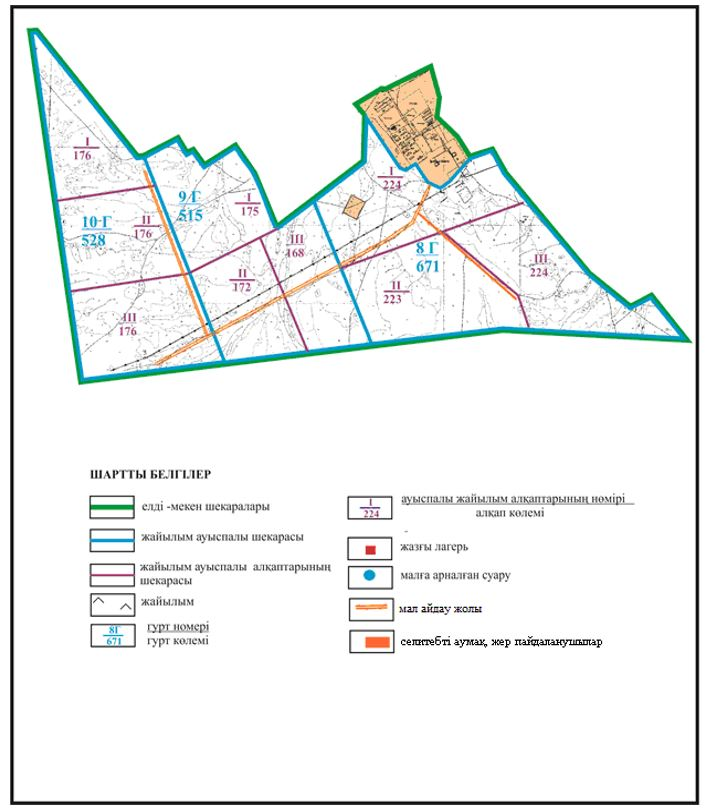 I
176
10 Г
528
II
176
III
176
9 Г
515
I
175
II
172
III
168
I
224
8 Г
671
II
223
III
224
ШАРТТЫ БЕЛГІЛЕР
елді -мекен шекаралары
жайылым ауыспалы шекарасы
жайылым ауыспалы алқаптарының
шекарасы
жайылым
8Г
671
гурт номері
гурт көлемі
I
224
ауыспалы жайылым алқаптарының нөмірі
алқап көлемі
жазғы лагерь
малға арналған суару
мал айдау жолы
селитебті аумақ, жер пайдаланушылар